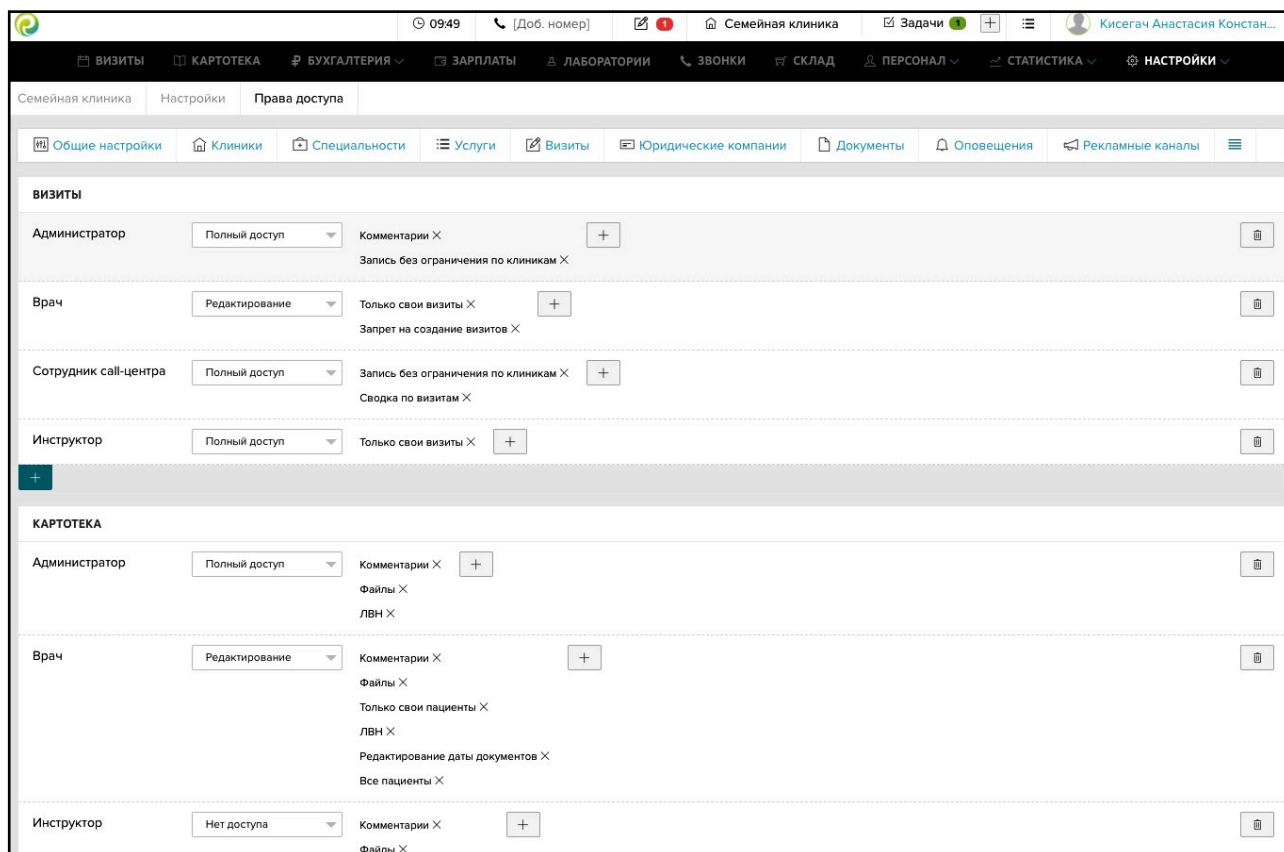 09:49 [Доб. номер] 1 Семейная клиника Задачи 1 + Кисегач Анастасия Констан...
ВИЗИТЫ КАРТОТЕКА БУХГАЛТЕРИЯ ЗАРПЛАТЫ ЛАБОРАТОРИИ ЗВОНКИ СКЛАД ПЕРСОНАЛ СТАТИСТИКА НАСТРОЙКИ
Семейная клиника Настройки Права доступа
Общие настройки Клиники Специальности Услуги Визиты Юридические компании Документы Оповещения Рекламные каналы
ВИЗИТЫ
Администратор Полный доступ Комментарии × +
Запись без ограничения по клиникам ×
Врач Редактирование Только свои визиты × +
Запрет на создание визитов ×
Сотрудник call-центра Полный доступ Запись без ограничения по клиникам × +
Сводка по визитам ×
Инструктор Полный доступ Только свои визиты × +
+
КАРТОТЕКА
Администратор Полный доступ Комментарии × +
Файлы ×
ЛВН ×
Врач Редактирование Комментарии × +
Файлы ×
Только свои пациенты ×
ЛВН ×
Редактирование даты документов ×
Все пациенты ×
Инструктор Нет доступа Комментарии × +
Файлы ×